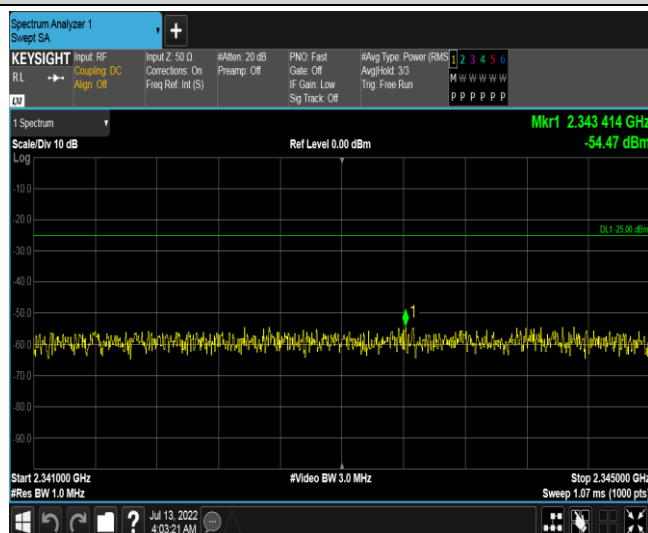 Spectrum Analyzer 1
Swept SA
+
KEYSIGHT Input: RF Input Z: 50 Ω #Atten: 20 dB PNO: Fast #Avg Type: Power (RMS 1 2 3 4 5 6
RL Coupling: DC Corrections: On Preamp: Off Gate: Off Avg|Hold: 3/3 M W W W W W
Align: Off Freq Ref: Int (S) IF Gain: Low Trig: Free Run
LXI Sig Track: Off P P P P P P
1 Spectrum Mkr1 2.343 414 GHz
Scale/Div 10 dB Ref Level 0.00 dBm -54.47 dBm
Log
-10.0
-20.0
DL1 -25.00 dBm
-30.0
-40.0
-50.0
1
-60.0
-70.0
-80.0
-90.0
Start 2.341000 GHz #Video BW 3.0 MHz Stop 2.345000 GHz
#Res BW 1.0 MHz Sweep 1.07 ms (1000 pts)
? Jul 13, 2022
4:03:21 AM